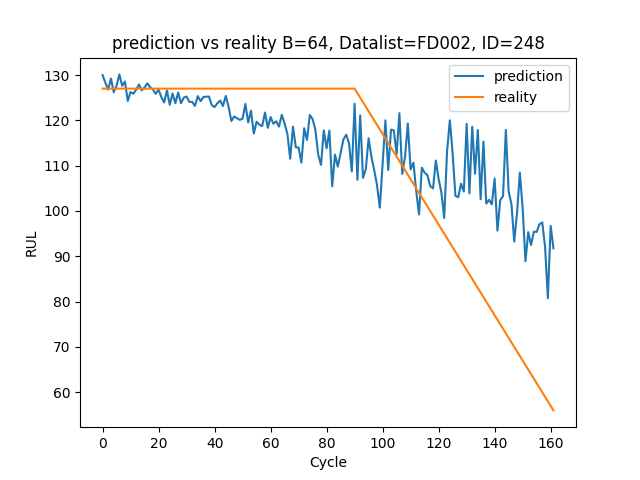 prediction vs reality B=64, Datalist=FD002, ID=248
prediction
reality
RUL
130
120
110
100
90
80
70
60
0 20 40 60 80 100 120 140 160
Cycle